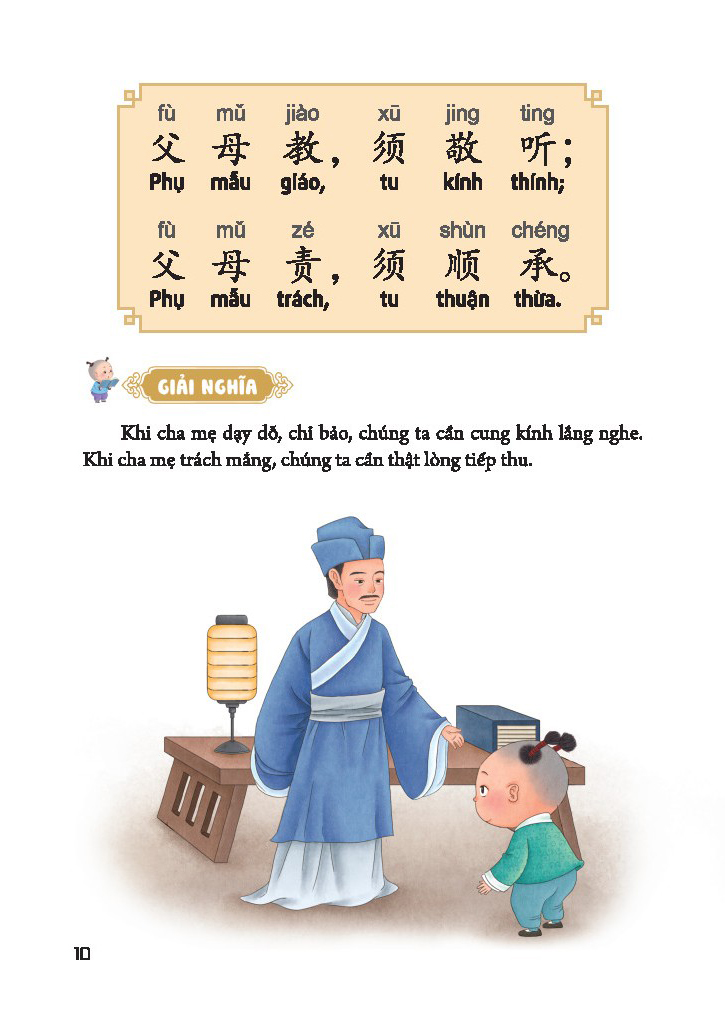 fù mǔ jiào xū jing ting
父 母 教， 须 敬 听；
Phụ mẫu giáo, tu kính thính;
fù mǔ zé xū shùn chéng
父 母 责， 须 顺 承。
Phụ mẫu trách, tu thuận thừa.
GIẢI NGHĨA
Khi cha mẹ dạy dỗ, chỉ bảo, chúng ta cần cung kính lắng nghe.
Khi cha mẹ trách mắng, chúng ta cần thật lòng tiếp thu.
10